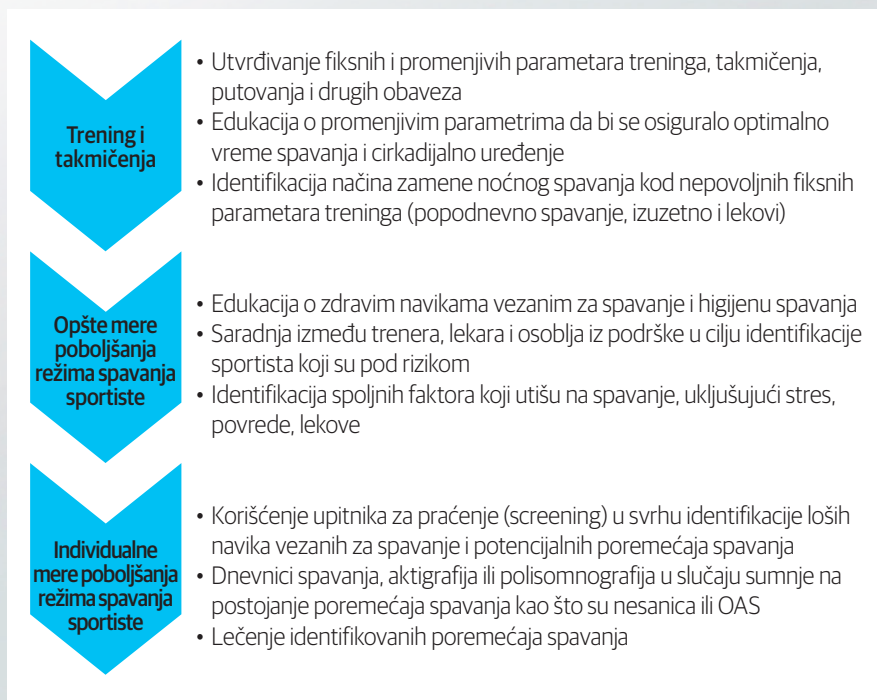 Trening i
takmičenja
• Utvrđivanje fiksnih i promenjivih parametara treninga, takmičenja,
putovanja i drugih obaveza
• Edukacija o promenjivim parametrima da bi se osiguralo optimalno
vreme spavanja i cirkadijalno uređenje
• Identifikacija načina zamene noćnog spavanja kod nepovoljnih fiksnih
parametara treninga (popodnevno spavanje, izuzetno i lekovi)
Opšte mere
poboljšanja
režima spavanja
sportiste
• Edukacija o zdravim navikama vezanim za spavanje i higijenu spavanja
• Saradnja između trenera, lekara i osoblja iz podrške u cilju identifikacije
sportista koji su pod rizikom
• Identifikacija spoljnih faktora koji utišu na spavanje, ukljušujući stres,
povrede, lekove
Individualne
mere poboljšanja
režima spavanja
sportiste
• Korišćenje upitnika za praćenje (screening) u svrhu identifikacije loših
navika vezanih za spavanje i potencijalnih poremećaja spavanja
• Dnevnici spavanja, aktigrafija ili polisomnografija u slučaju sumnje na
postojanje poremećaja spavanja kao što su nesanica ili OAS
• Lečenje identifikovanih poremećaja spavanja